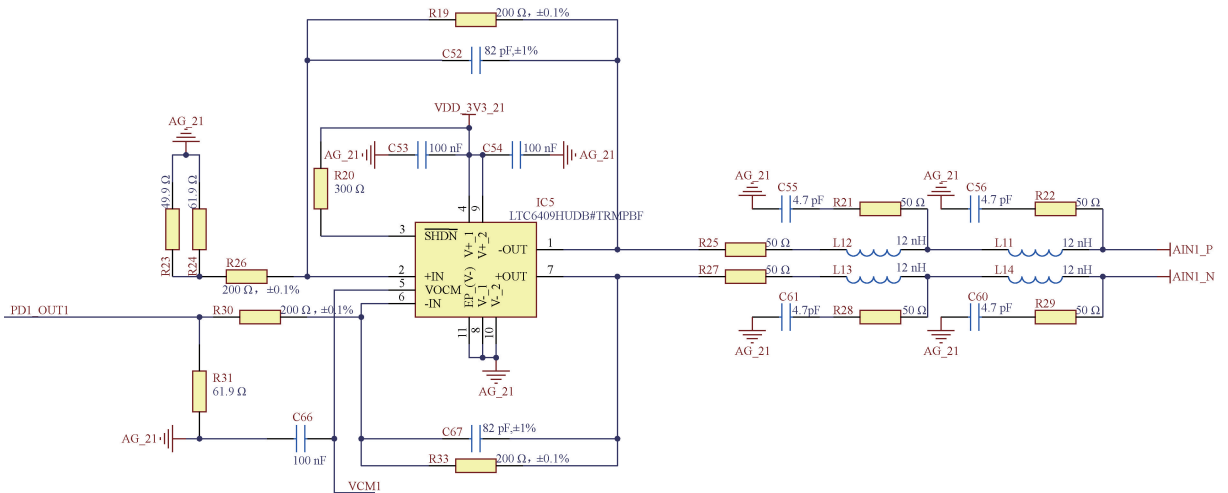 R19 200 Ω, ±0.1%
C52 82 pF,±1%
VDD_3V3_21
AG_21
AG_21 C53 100 nF C54 100 nF AG_21
R20
300 Ω
49.9 Ω 61.9 Ω
R23 R24
R26
200 Ω, ±0.1%
IC5
LTC6409HUDB#TRMPBF
4 9
3 SHDN V+_1 V+_2
-OUT 1
2 +IN
+OUT 7
5 VOCM
6 -IN
EP_(V-) V-_1 V-_2
11 8 10
AG_21
AG_21 C55 4.7 pF R21 50 Ω
AG_21 C56 4.7 pF R22 50 Ω
R25 50 Ω L12 12 nH L11 12 nH AIN1_P
R27 50 Ω L13 12 nH L14 12 nH AIN1_N
C61 4.7pF R28 50 Ω
AG_21
C60 4.7 pF R29 50 Ω
AG_21
PD1_OUT1
R30 200 Ω, ±0.1%
R31
61.9 Ω
AG_21
C66
100 nF
C67 82 pF,±1%
R33 200 Ω, ±0.1%
VCM1